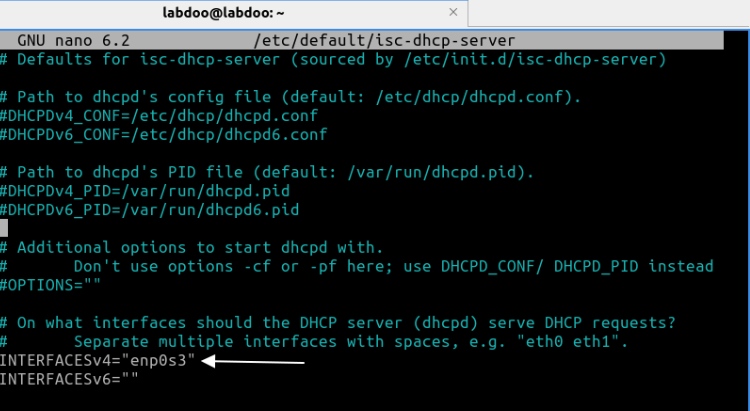 labdoo@labdoo: ~
×
GNU nano 6.2 /etc/default/isc-dhcp-server
# Defaults for isc-dhcp-server (sourced by /etc/init.d/isc-dhcp-server)
# Path to dhcpd's config file (default: /etc/dhcp/dhcpd.conf).
#DHCPDv4_CONF=/etc/dhcp/dhcpd.conf
#DHCPDv6_CONF=/etc/dhcp/dhcpd6.conf
# Path to dhcpd's PID file (default: /var/run/dhcpd.pid).
#DHCPDv4_PID=/var/run/dhcpd.pid
#DHCPDv6_PID=/var/run/dhcpd6.pid
# Additional options to start dhcpd with.
#       Don't use options -cf or -pf here; use DHCPD_CONF/ DHCPD_PID instead
#OPTIONS=""
# On what interfaces should the DHCP server (dhcpd) serve DHCP requests?
#       Separate multiple interfaces with spaces, e.g. "eth0 eth1".
INTERFACESv4="enp0s3"
INTERFACESv6=""